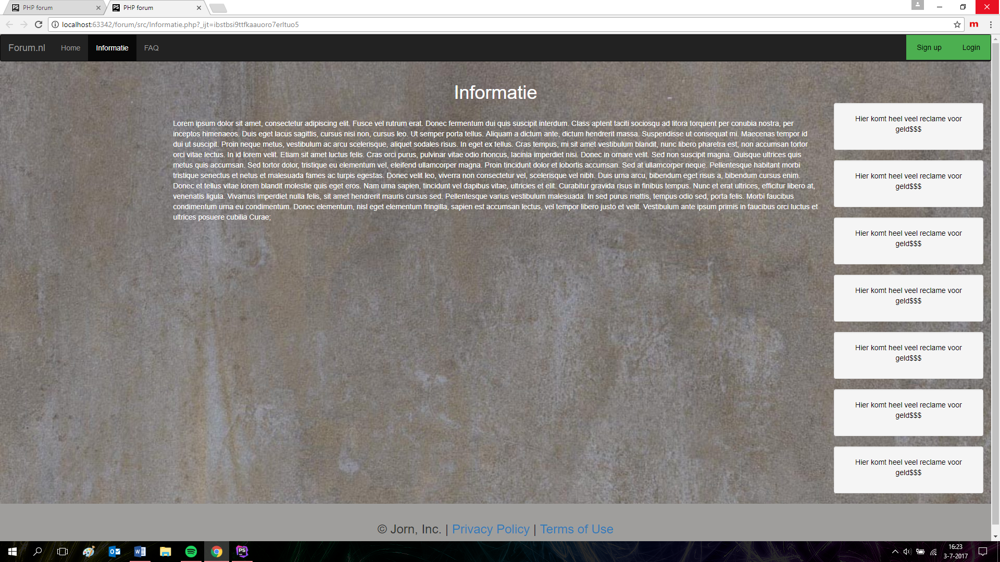 PHP forum
PHP forum
localhost:63342/forum/src/Informatie.php?_ijt=ibstbsi9ttfkaauoro7erltuo5
m
Forum.nl Home Informatie FAQ Sign up Login
Informatie
Lorem ipsum dolor sit amet, consectetur adipiscing elit. Fusce vel rutrum erat. Donec fermentum dui quis suscipit interdum. Class aptent taciti sociosqu ad litora torquent per conubia nostra, per
inceptos himenaeos. Duis eget lacus sagittis, cursus nisi non, cursus leo. Ut semper porta tellus. Aliquam a dictum ante, dictum hendrerit massa. Suspendisse ut consequat mi. Maecenas tempor id
dui ut suscipit. Proin neque metus, vestibulum ac arcu scelerisque, aliquet sodales risus. In eget ex tellus. Cras tempus, mi sit amet vestibulum blandit, nunc libero pharetra est, non accumsan tortor
orci vitae lectus. In id lorem velit. Etiam sit amet luctus felis. Cras orci purus, pulvinar vitae odio rhoncus, lacinia imperdiet nisi. Donec in ornare velit. Sed non suscipit magna. Quisque ultrices quis
metus quis accumsan. Sed tortor dolor, tristique eu elementum vel, eleifend ullamcorper magna. Proin tincidunt dolor et lobortis accumsan. Sed at ullamcorper neque. Pellentesque habitant morbi
tristique senectus et netus et malesuada fames ac turpis egestas. Donec velit leo, viverra non consectetur vel, scelerisque vel nibh. Duis urna arcu, bibendum eget risus a, bibendum cursus enim.
Donec et tellus vitae lorem blandit molestie quis eget eros. Nam urna sapien, tincidunt vel dapibus vitae, ultricies et elit. Curabitur gravida risus in finibus tempus. Nunc et erat ultrices, efficitur libero at,
venenatis ligula. Vivamus imperdiet nulla felis, sit amet hendrerit mauris cursus sed. Pellentesque varius vestibulum malesuada. In sed purus mattis, tempus odio sed, porta felis. Morbi faucibus
condimentum urna eu condimentum. Donec elementum, nisl eget elementum fringilla, sapien est accumsan lectus, vel tempor libero justo et velit. Vestibulum ante ipsum primis in faucibus orci luctus et
ultrices posuere cubilia Curae;
Hier komt heel veel reclame voor
geld$$$
Hier komt heel veel reclame voor
geld$$$
Hier komt heel veel reclame voor
geld$$$
Hier komt heel veel reclame voor
geld$$$
Hier komt heel veel reclame voor
geld$$$
Hier komt heel veel reclame voor
geld$$$
Hier komt heel veel reclame voor
geld$$$
© Jorn, Inc. | Privacy Policy | Terms of Use
16:23
3-7-2017